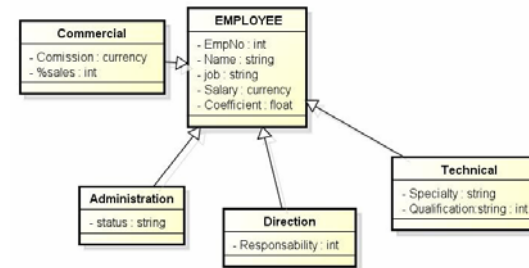 Commercial
- Comission : currency
- %sales : int
EMPLOYEE
- EmpNo : int
- Name : string
- job : string
- Salary : currency
- Coefficient : float
Administration
- status : string
Direction
- Responsability : int
Technical
- Specialty : string
- Qualification:string : int